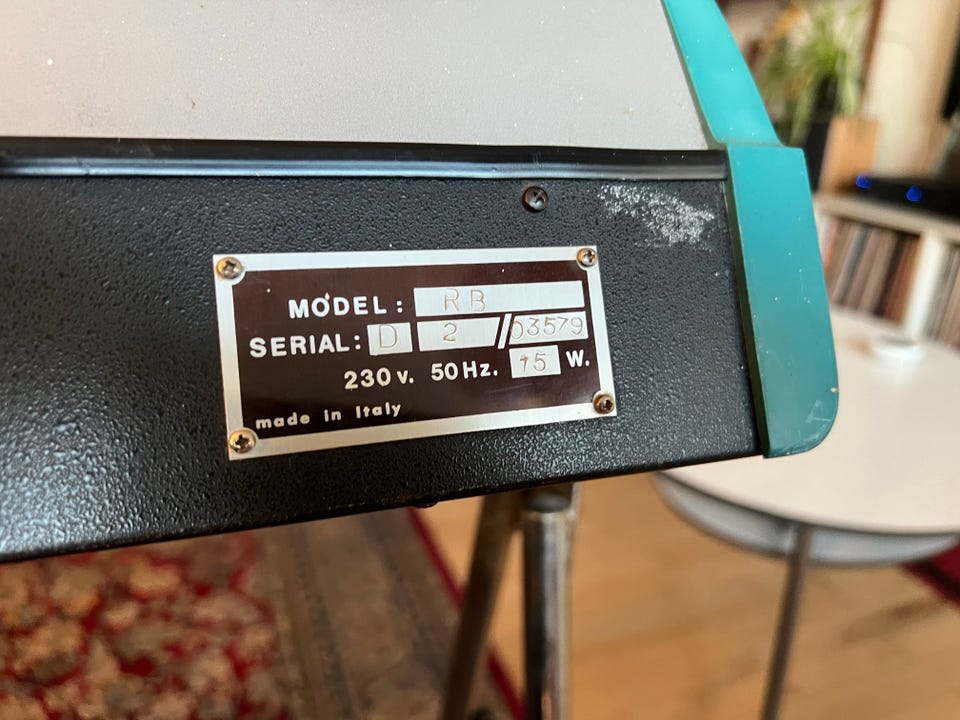 MODEL: RB
SERIAL: D 2 / 03579
230 v. 50 Hz. 15 W.
made in Italy